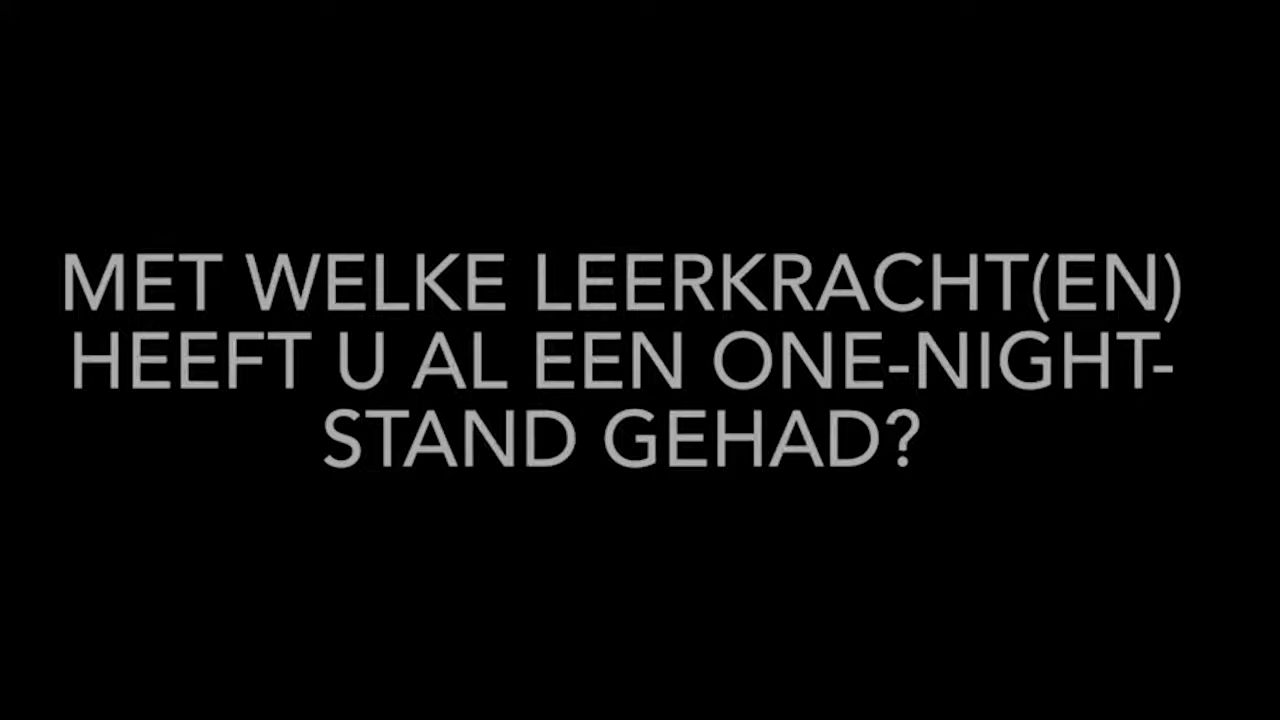 MET WELKE LEERKRACHT(EN)
HEEFT U AL EEN ONE-NIGHT-
STAND GEHAD?